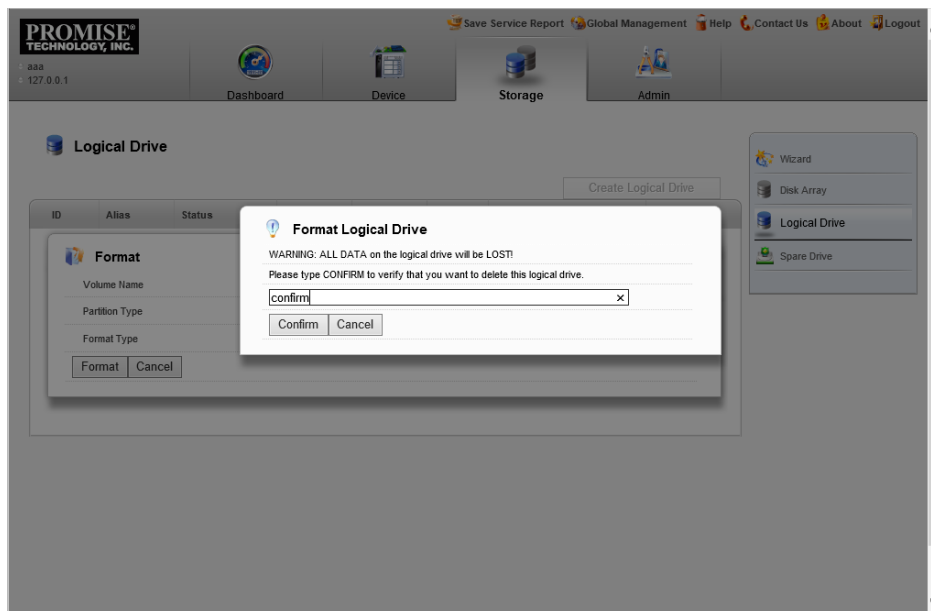 PROMISE®
TECHNOLOGY, INC.
Save Service Report Global Management Help Contact Us About Logout
aaa
127.0.0.1
Dashboard Device Storage Admin
Logical Drive
Create Logical Drive
ID Alias Status
Format
Volume Name
Partition Type
Format Type
Format Cancel
Format Logical Drive
WARNING: ALL DATA on the logical drive will be LOST!
Please type CONFIRM to verify that you want to delete this logical drive.
confirm
Confirm Cancel
Wizard
Disk Array
Logical Drive
Spare Drive